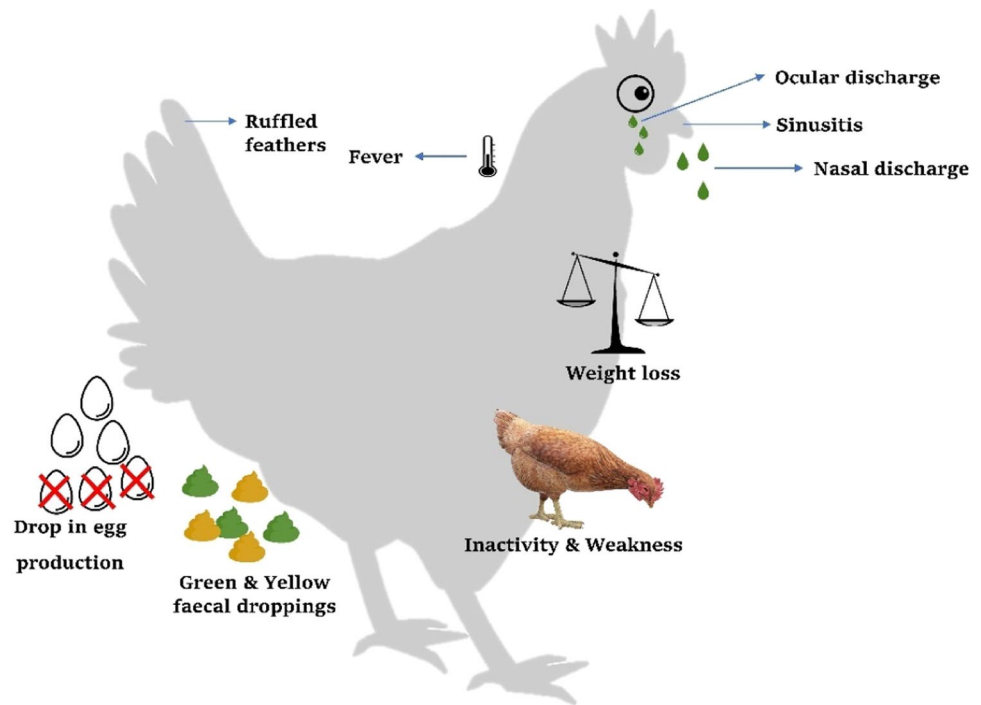 Ocular discharge
Ruffled
feathers
Sinusitis
Fever
Nasal discharge
Weight loss
Drop in egg
production
Inactivity & Weakness
Green & Yellow
faecal droppings